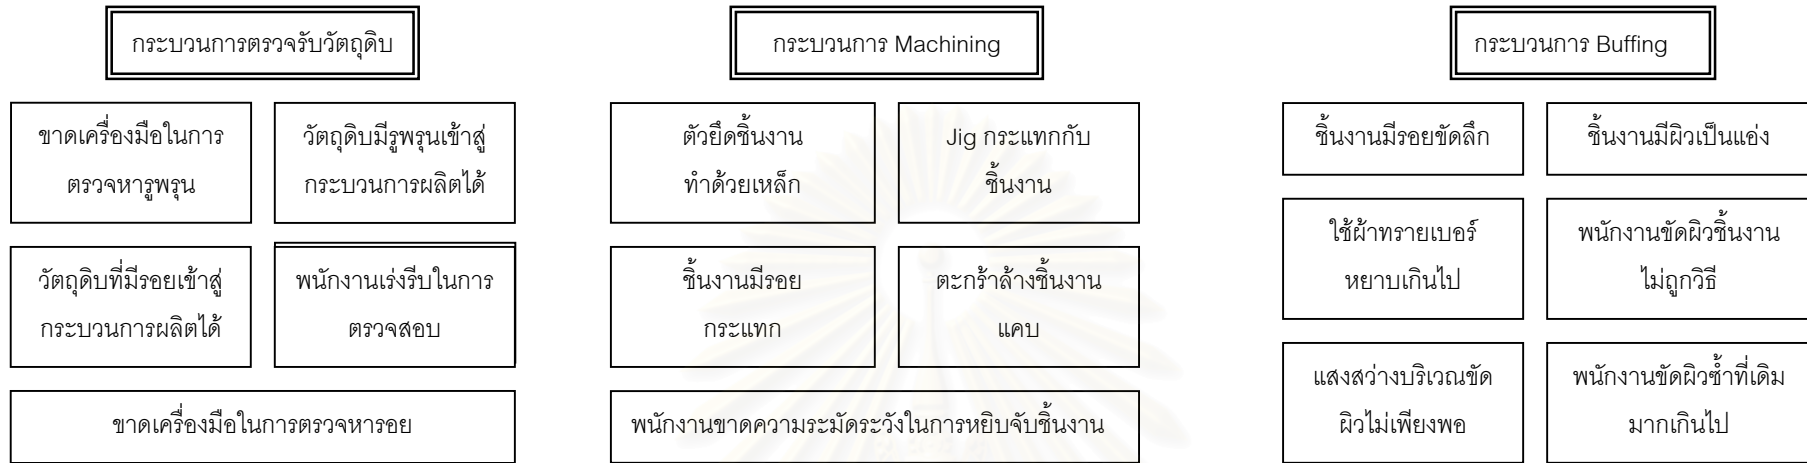 กระบวนการตรวจรับวัตถุดิบ
ขาดเครื่องมือในการ
ตรวจหารูพรุน
วัตถุดิบมีรูพรุนเข้าสู่
กระบวนการผลิตได้
วัตถุดิบที่มีรอยเข้าสู่
กระบวนการผลิตได้
พนักงานเร่งรีบในการ
ตรวจสอบ
ขาดเครื่องมือในการตรวจหารอย
กระบวนการ Machining
ตัวยึดชิ้นงาน
ทำด้วยเหล็ก
Jig กระแทกกับ
ชิ้นงาน
ชิ้นงานมีรอย
กระแทก
ตะกร้าล้างชิ้นงาน
แคบ
พนักงานขาดความระมัดระวังในการหยิบจับชิ้นงาน
กระบวนการ Buffing
ชิ้นงานมีรอยขัดลึก
ชิ้นงานมีผิวเป็นแอ่ง
ใช้ผ้าทรายเบอร์
หยาบเกินไป
พนักงานขัดผิวชิ้นงาน
ไม่ถูกวิธี
แสงสว่างบริเวณขัด
ผิวไม่เพียงพอ
พนักงานขัดผิวซ้ำที่เดิม
มากเกินไป